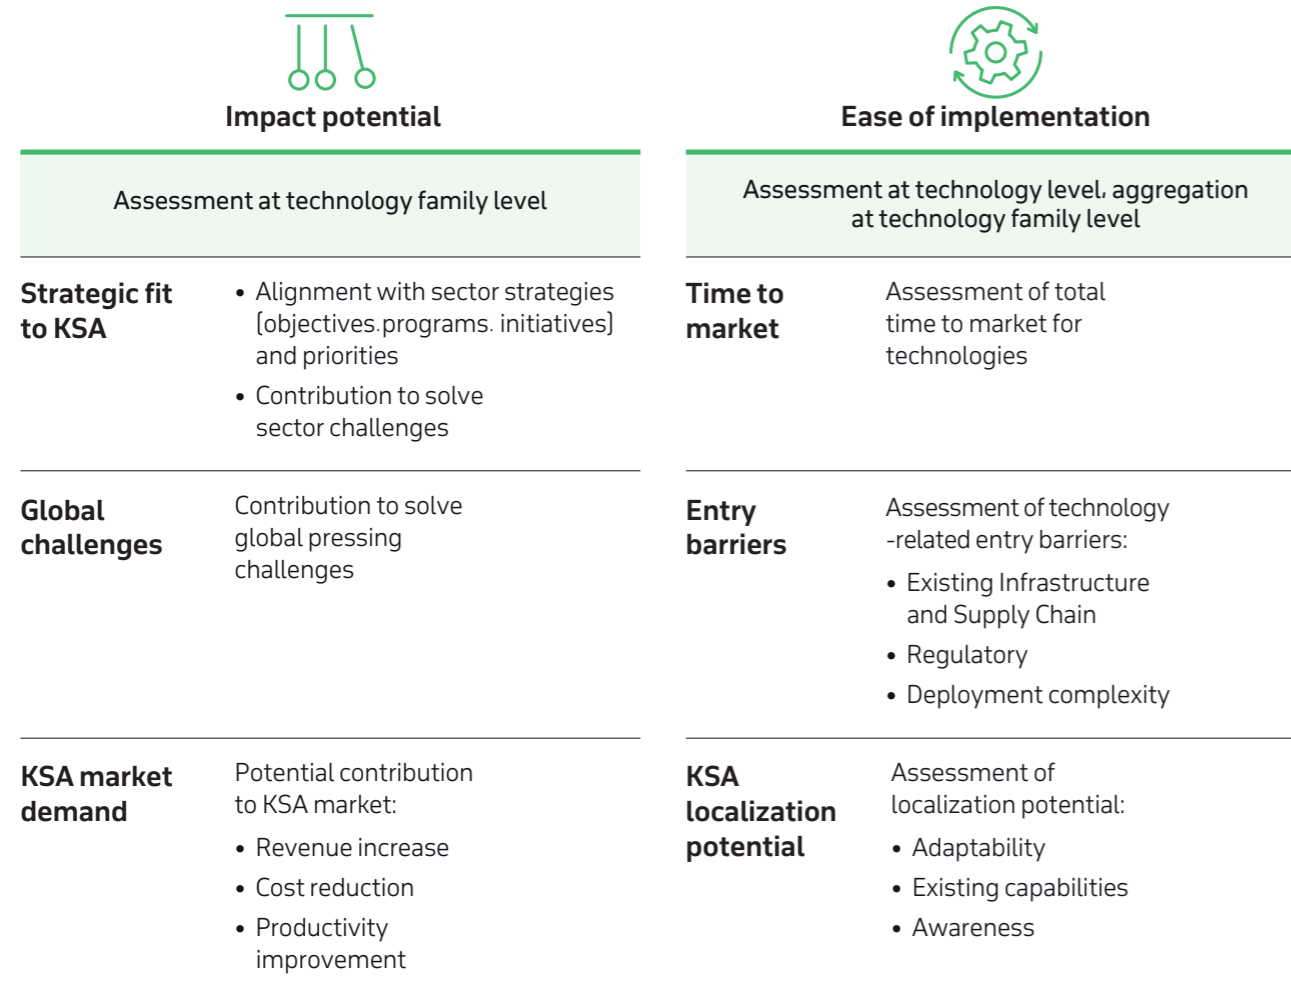 Impact potential
Assessment at technology family level
Strategic fit
to KSA
• Alignment with sector strategies
[objectives.programs. initiatives]
and priorities
• Contribution to solve
sector challenges
Global
challenges
Contribution to solve
global pressing
challenges
KSA market
demand
Potential contribution
to KSA market:
• Revenue increase
• Cost reduction
• Productivity
improvement
Ease of implementation
Assessment at technology level, aggregation
at technology family level
Time to
market
Assessment of total
time to market for
technologies
Entry
barriers
Assessment of technology
-related entry barriers:
• Existing Infrastructure
and Supply Chain
• Regulatory
• Deployment complexity
KSA
localization
potential
Assessment of
localization potential:
• Adaptability
• Existing capabilities
• Awareness